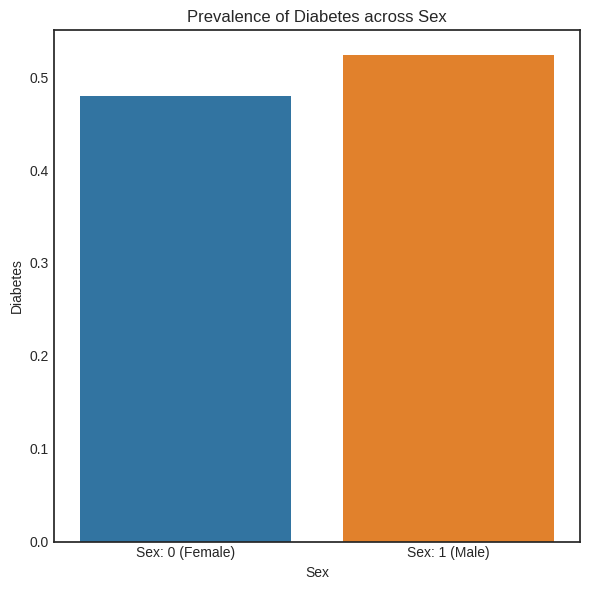 Prevalence of Diabetes across Sex
0.5
0.4
0.3
0.2
0.1
0.0
Diabetes
Sex: 0 (Female)
Sex: 1 (Male)
Sex